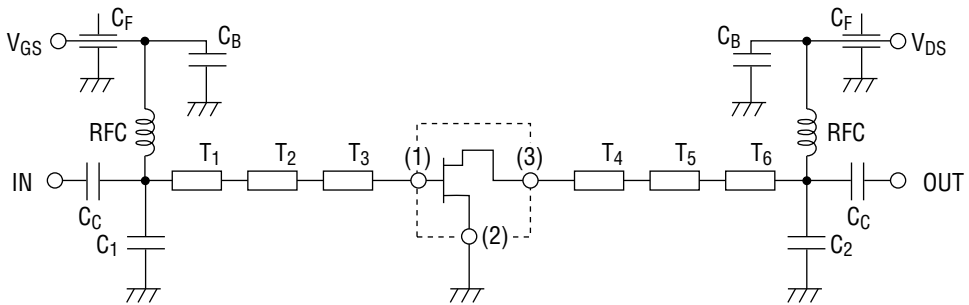 C_F
C_F
V_GS
C_B
C_B
V_DS
RFC
RFC
T_1
T_2
T_3
(1)
(3)
T_4
T_5
T_6
IN
OUT
C_C
C_C
C_1
(2)
C_2